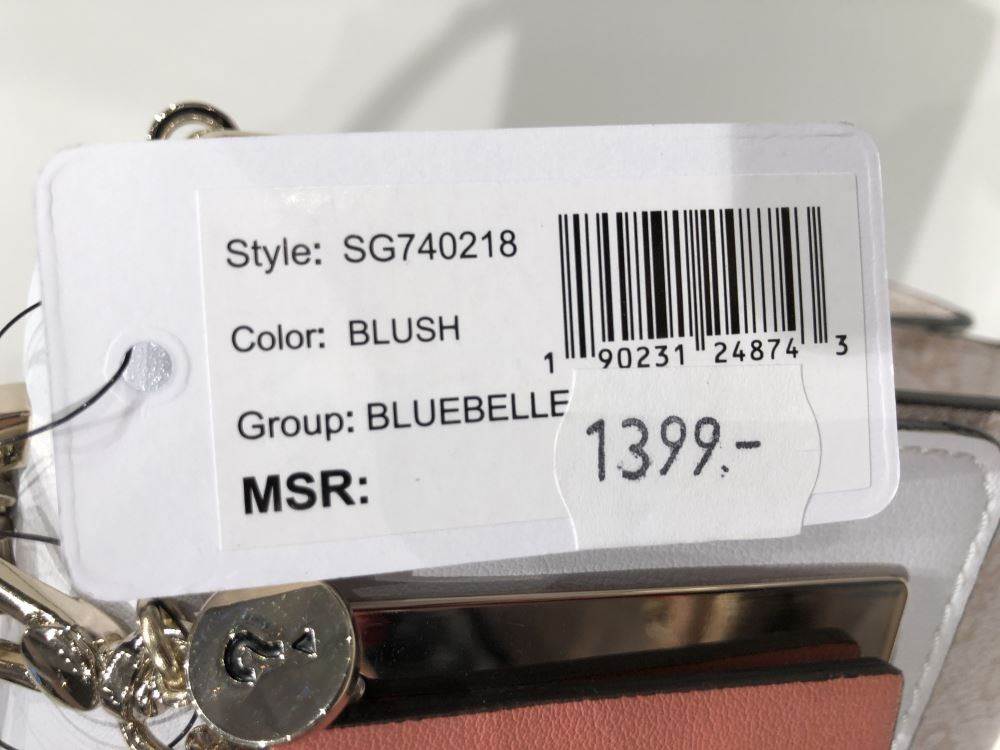 Style: SG740218
Color: BLUSH
Group: BLUEBELLE
MSR:
1 90231 24874 3
1399.-
?